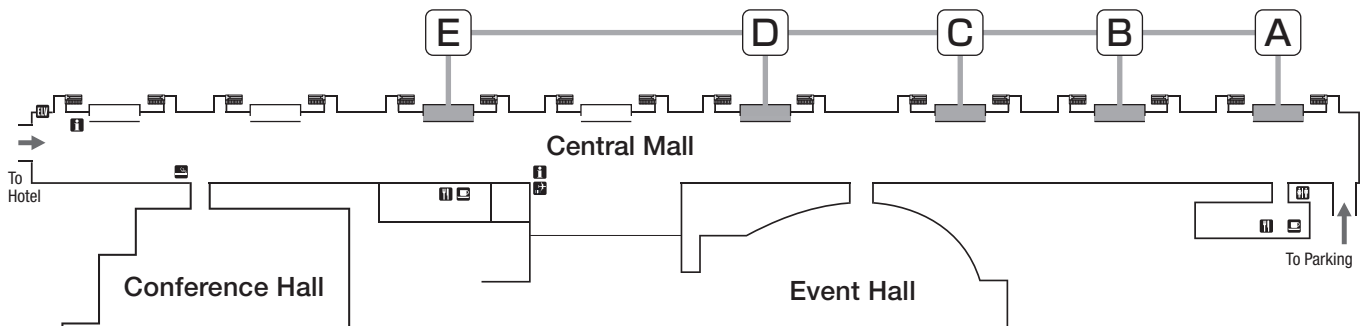 E
D
C
B
A
Central Mall
To
Hotel
Conference Hall
Event Hall
To Parking